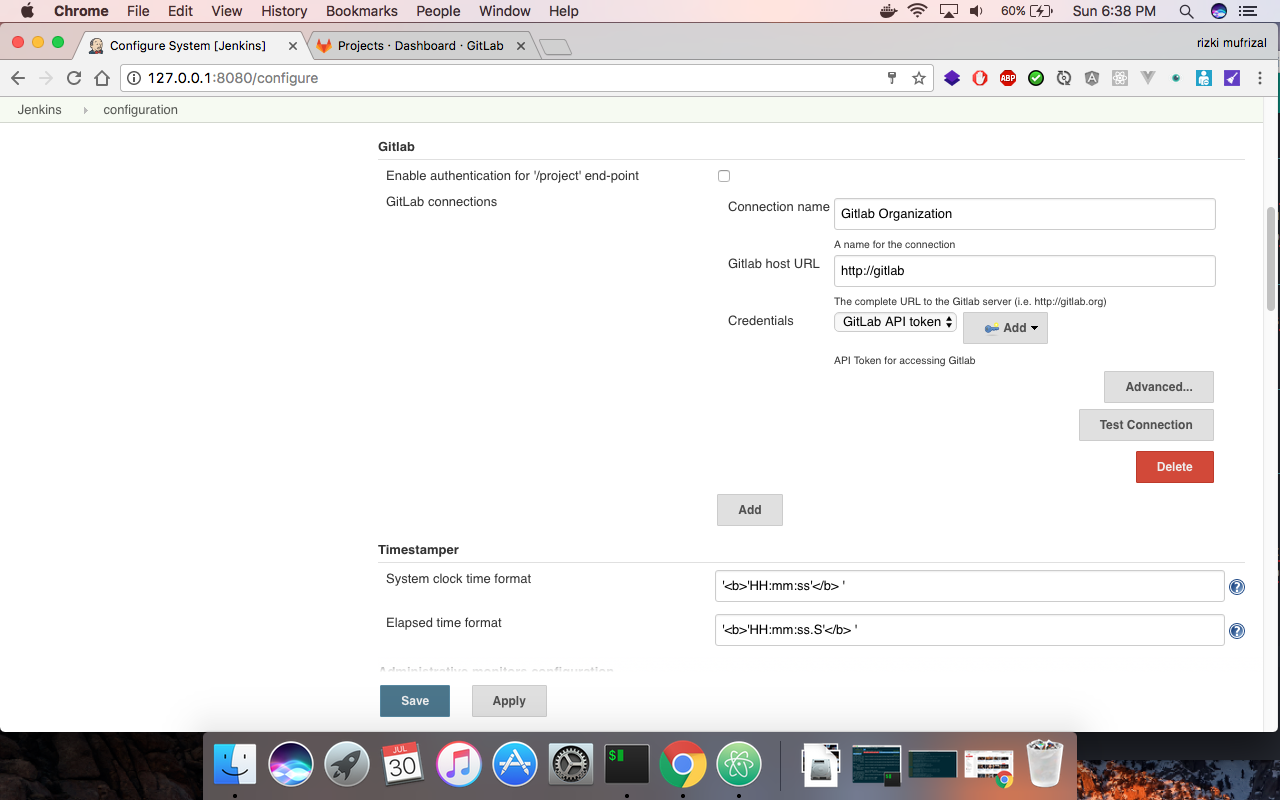 Chrome File Edit View History Bookmarks People Window Help 60% Sun 6:38 PM
Configure System [Jenkins] Projects · Dashboard · GitLab rizki mufrizal
127.0.0.1:8080/configure ABP
Jenkins configuration
Gitlab
Enable authentication for '/project' end-point
GitLab connections
Connection name Gitlab Organization
A name for the connection
Gitlab host URL http://gitlab
The complete URL to the Gitlab server (i.e. http://gitlab.org)
Credentials GitLab API token Add
API Token for accessing Gitlab
Advanced...
Test Connection
Delete
Add
Timestamper
System clock time format '<b>'HH:mm:ss'</b> '
Elapsed time format '<b>'HH:mm:ss.S'</b> '
Administrative monitors configuration
Save Apply
JUL
30
$